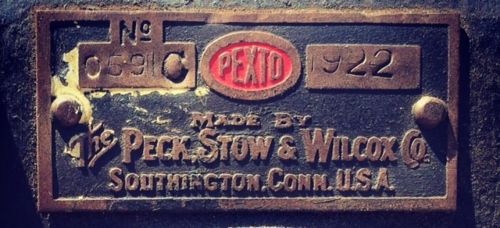 No
0591C PEXTO 1922
MADE BY
The PECK, STOW & WILCOX Co.
SOUTHINGTON, CONN. U.S.A.